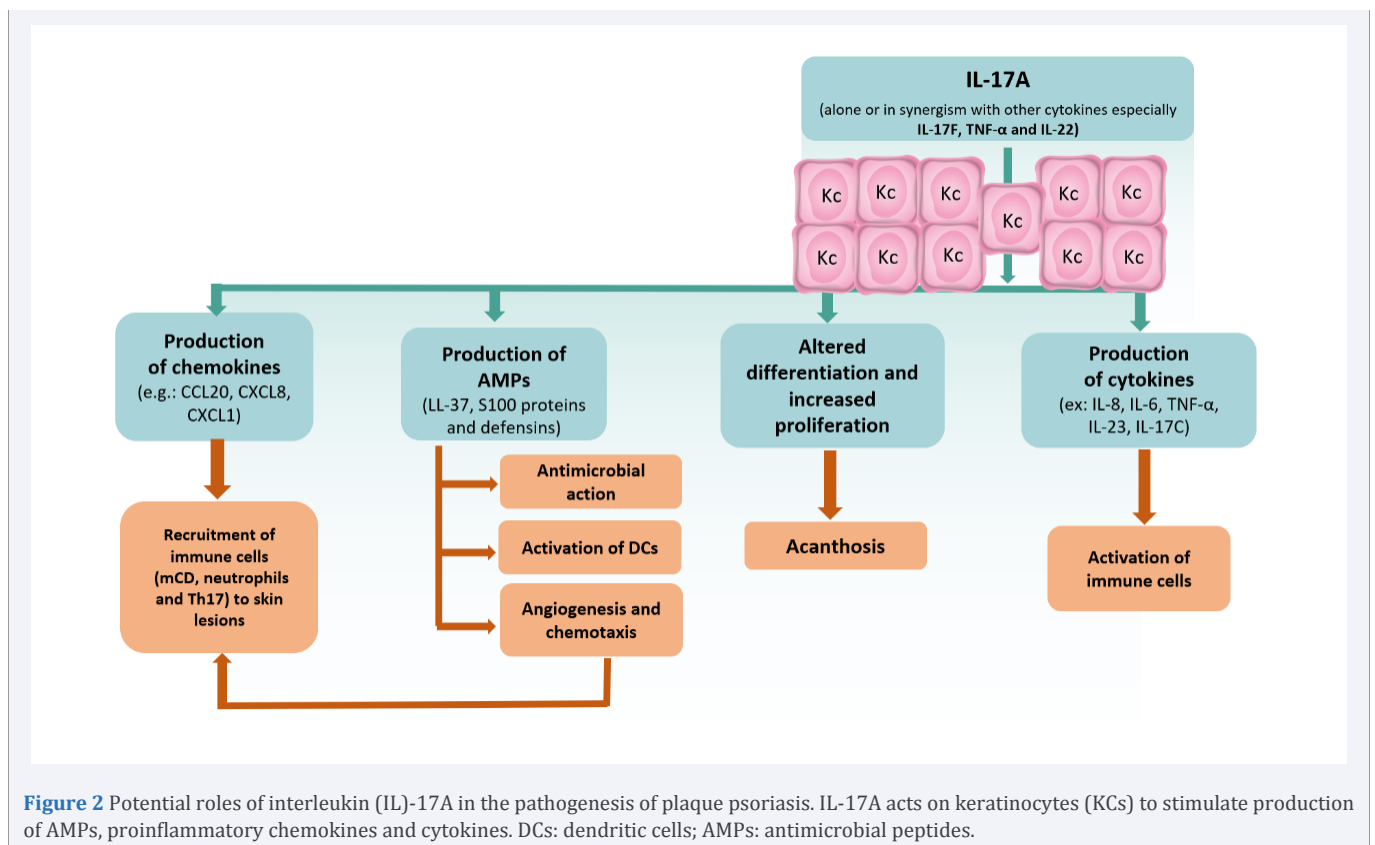 IL-17A
(alone or in synergism with other cytokines especially
IL-17F, TNF-α and IL-22)
Kc
Kc
Kc
Kc
Kc
Kc
Kc
Kc
Kc
Kc
Kc
Production
of chemokines
(e.g.: CCL20, CXCL8,
CXCL1)
Production of
AMPs
(LL-37, S100 proteins
and defensins)
Altered
differentiation and
increased
proliferation
Production
of cytokines
(ex: IL-8, IL-6, TNF-α,
IL-23, IL-17C)
Recruitment of
immune cells
(mCD, neutrophils
and Th17) to skin
lesions
Antimicrobial
action
Activation of DCs
Angiogenesis and
chemotaxis
Acanthosis
Activation of
immune cells
Figure 2 Potential roles of interleukin (IL)-17A in the pathogenesis of plaque psoriasis. IL-17A acts on keratinocytes (KCs) to stimulate production
of AMPs, proinflammatory chemokines and cytokines. DCs: dendritic cells; AMPs: antimicrobial peptides.